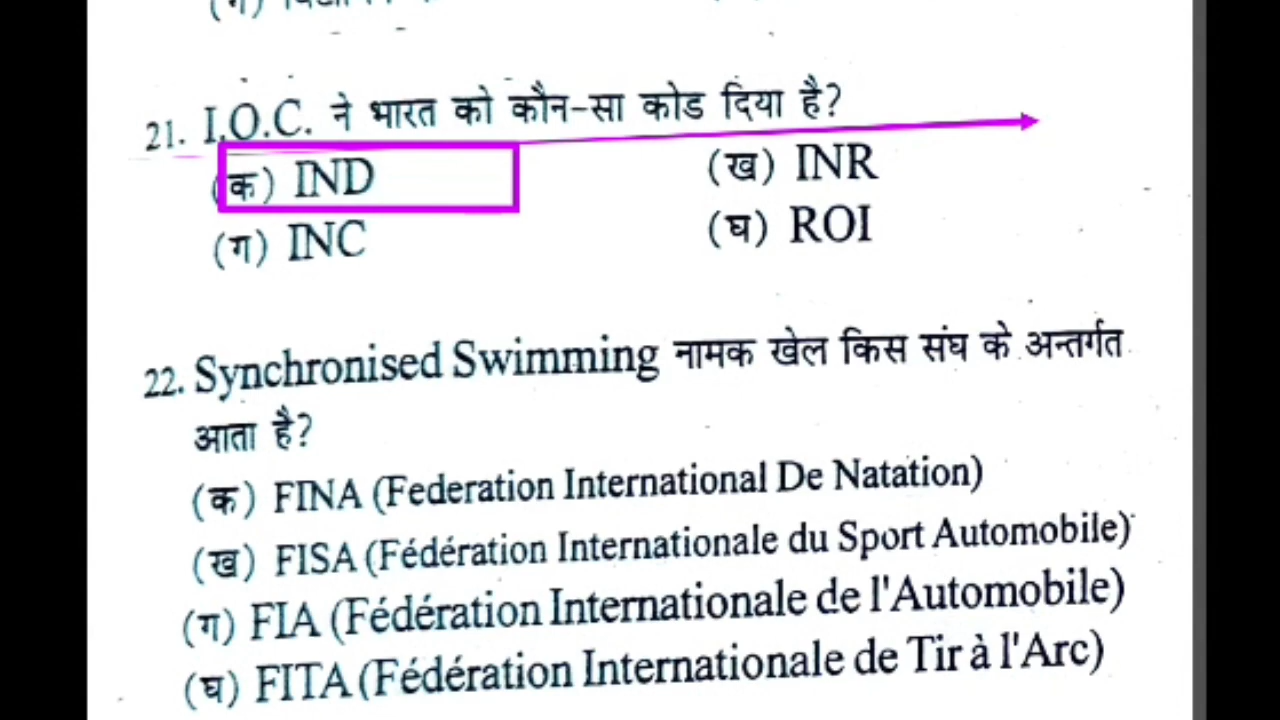 21. I.O.C. ने भारत को कौन-सा कोड दिया है?
(क) IND (ख) INR
(ग) INC (घ) ROI
22. Synchronised Swimming नामक खेल किस संघ के अन्तर्गत
आता है?
(क) FINA (Federation International De Natation)
(ख) FISA (Fédération Internationale du Sport Automobile)
(ग) FIA (Fédération Internationale de l'Automobile)
(घ) FITA (Fédération Internationale de Tir à l'Arc)